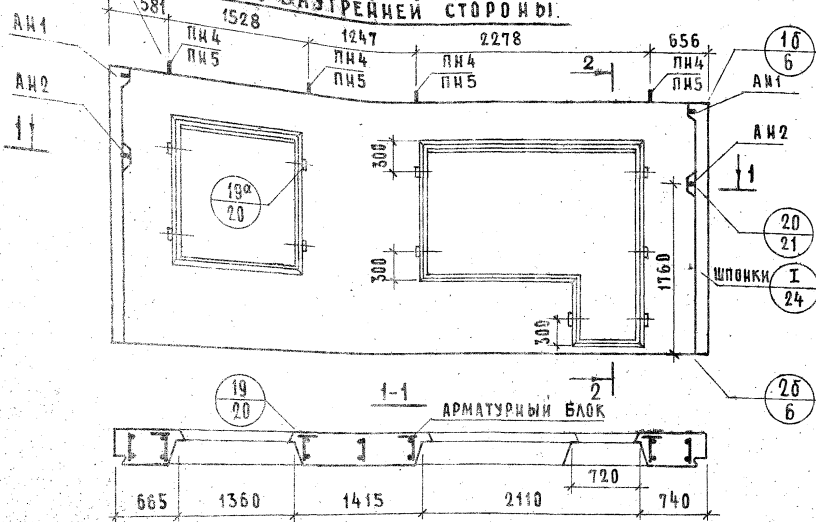 ВНУТРЕННЕЙ СТОРОНЫ.
581 1528 1247 2278 656
АН1
ПН4
ПН5
ПН4
ПН5
ПН4
ПН5
2
ПН4
ПН5
1б
6
АН2
АН1
1
300
АН2
1
19а
20
20
21
300
1760
ШПОНКИ
I
24
300
19
20
1-1
АРМАТУРНЫЙ БЛОК
2
2б
6
720
665 1360 1415 2110 740